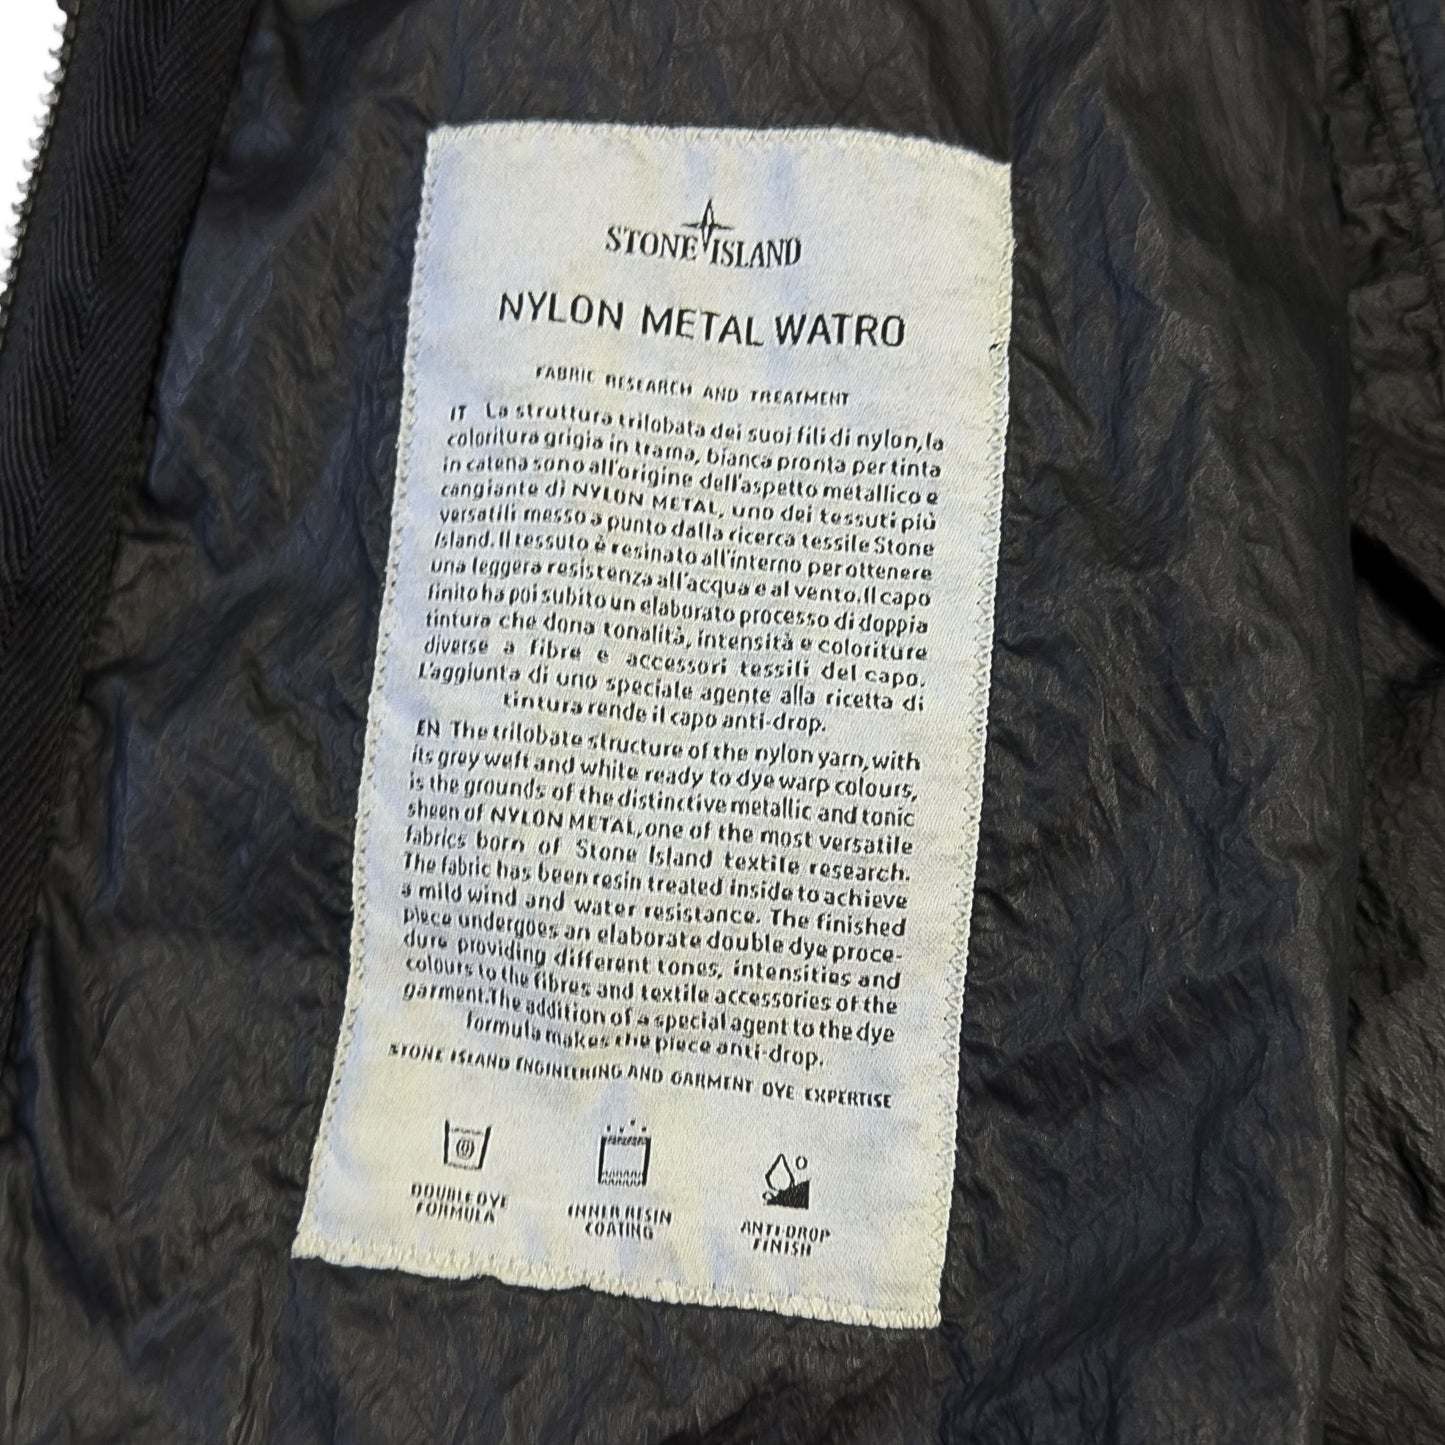 STONE ISLAND
NYLON METAL WATRO
FABRIC RESEARCH AND TREATMENT
IT La struttura trilobata dei suoi fili di nylon, la
coloritura grigia in trama, bianca pronta per tinta
in catena sono all'origine dell'aspetto metallico e
cangiante di NYLON METAL, uno dei tessuti più
versatili messo a punto dalla ricerca tessile Stone
Island. Il tessuto è resinato all'interno per ottenere
una leggera resistenza all'acqua e al vento. Il capo
finito ha poi subito un elaborato processo di doppia
tintura che dona tonalità, intensità e coloriture
diverse a fibre e accessori tessili del capo.
L'aggiunta di uno speciale agente alla ricetta di
tintura rende il capo anti-drop.
EN The trilobate structure of the nylon yarn, with
its grey weft and white ready to dye warp colours,
is the grounds of the distinctive metallic and tonic
sheen of NYLON METAL, one of the most versatile
fabrics born of Stone Island textile research.
The fabric has been resin treated inside to achieve
a mild wind and water resistance. The finished
piece undergoes an elaborate double dye proce-
dure providing different tones, intensities and
colours to the fibres and textile accessories of the
garment. The addition of a special agent to the dye
formula makes the piece anti-drop.
STONE ISLAND ENGINEERING AND GARMENT DYE EXPERTISE
DOUBLE DYE
FORMULA
INNER RESIN
COATING
ANTI-DROP
FINISH